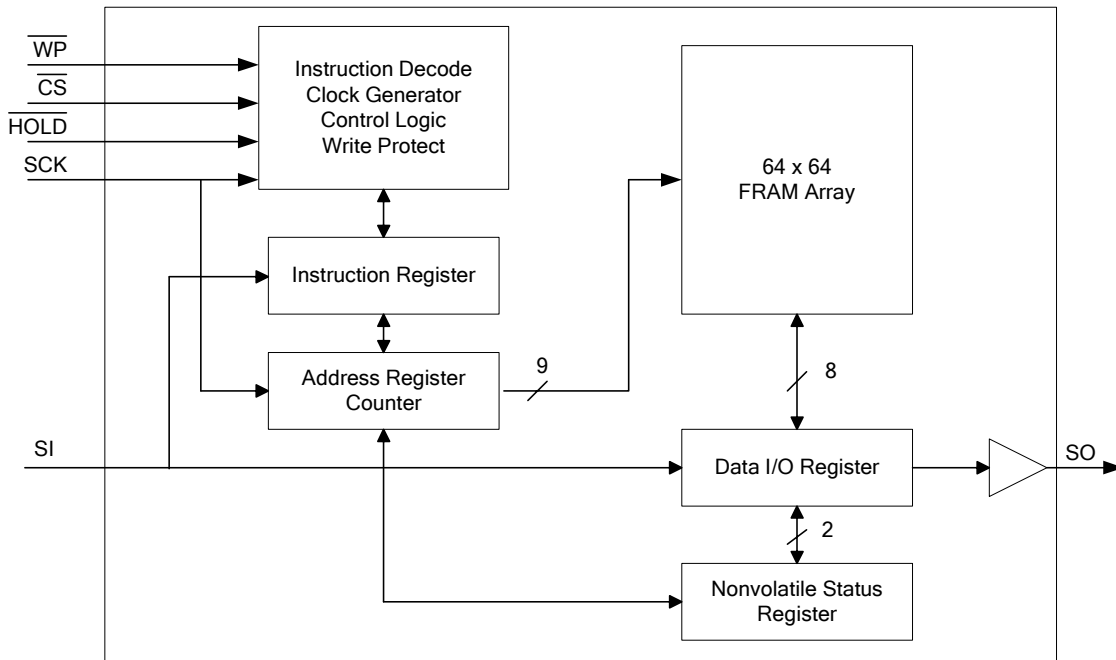 WP
CS
HOLD
SCK
Instruction Decode
Clock Generator
Control Logic
Write Protect
64 x 64
FRAM Array
Instruction Register
Address Register
Counter
9
8
SI
Data I/O Register
SO
2
Nonvolatile Status
Register